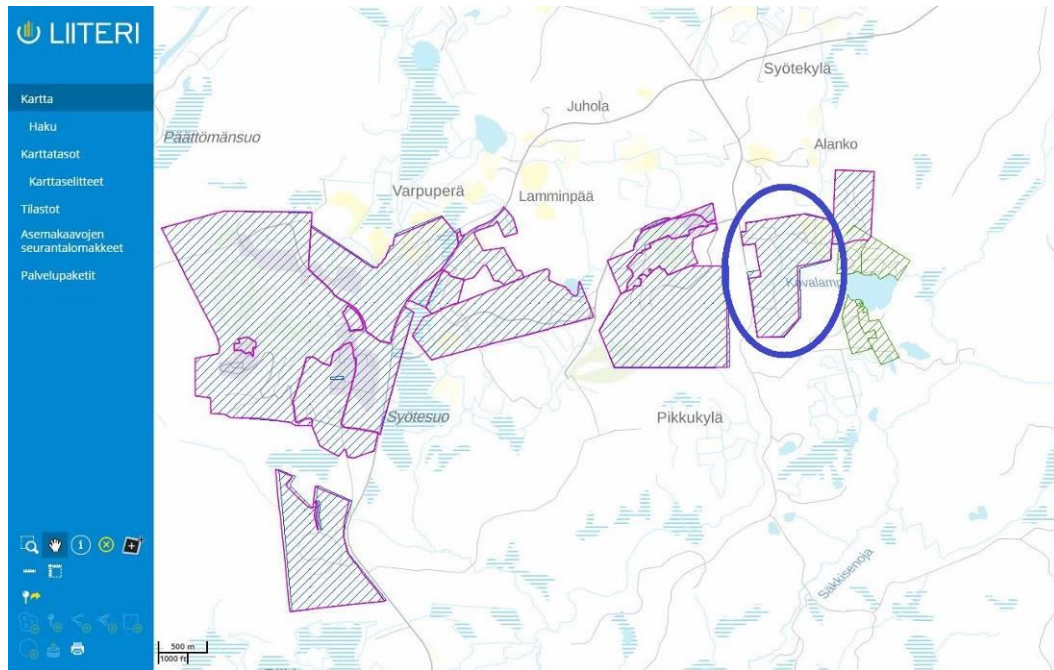 LIITERI
Kartta
Haku
Karttatasot
Karttaselitteet
Tilastot
Asemakaavojen
seurantalomakkeet
Palvelupaketit
Syötekylä
Juhola
Päättömänsuo
Alanko
Varpuperä
Lamminpää
Syötesuo
Pikkukylä
Säkkisenoja
500 m
1000 ft